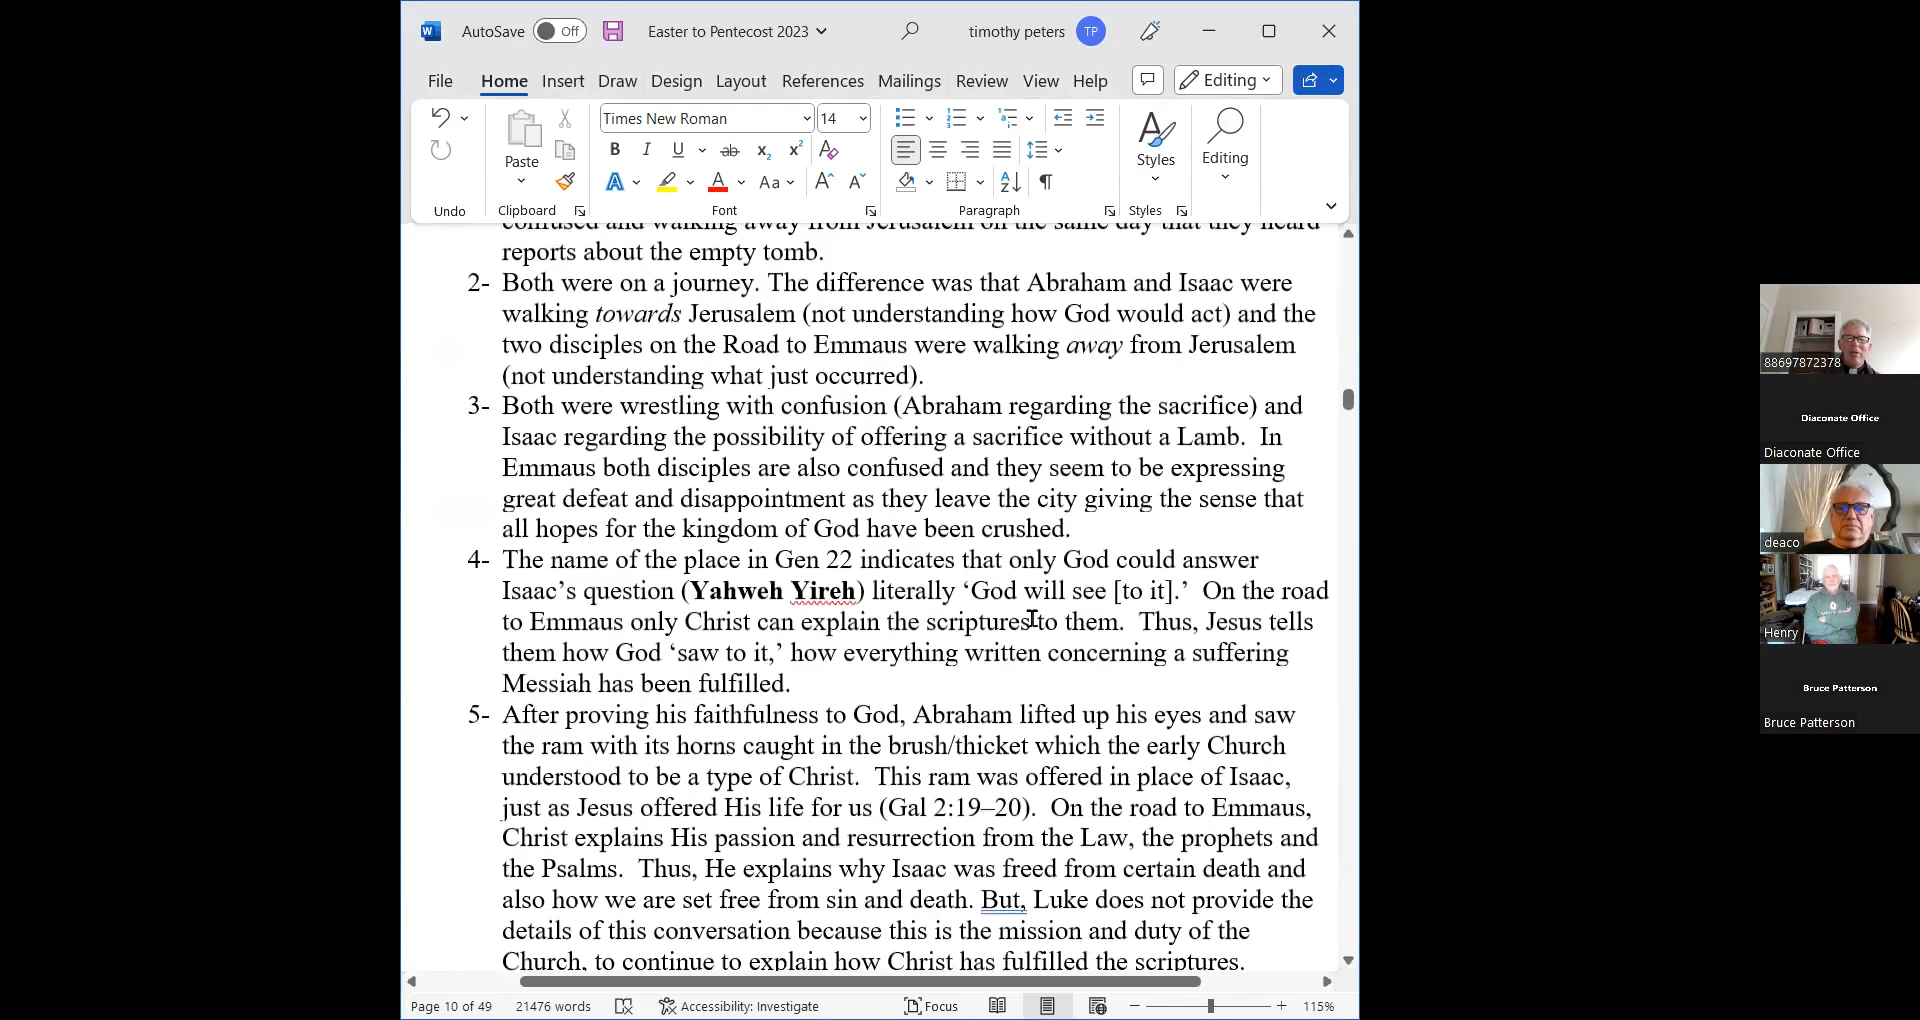 AutoSave Off Easter to Pentecost 2023 timothy peters TP
File Home Insert Draw Design Layout References Mailings Review View Help Editing
Times New Roman 14
Paste
Styles
Editing
Undo Clipboard Font Paragraph Styles
confused and walking away from Jerusalem on the same day that they heard
reports about the empty tomb.
2- Both were on a journey. The difference was that Abraham and Isaac were
walking towards Jerusalem (not understanding how God would act) and the
two disciples on the Road to Emmaus were walking away from Jerusalem
(not understanding what just occurred).
3- Both were wrestling with confusion (Abraham regarding the sacrifice) and
Isaac regarding the possibility of offering a sacrifice without a Lamb. In
Emmaus both disciples are also confused and they seem to be expressing
great defeat and disappointment as they leave the city giving the sense that
all hopes for the kingdom of God have been crushed.
4- The name of the place in Gen 22 indicates that only God could answer
Isaac’s question (Yahweh Yireh) literally ‘God will see [to it].’ On the road
to Emmaus only Christ can explain the scriptures to them. Thus, Jesus tells
them how God ‘saw to it,’ how everything written concerning a suffering
Messiah has been fulfilled.
5- After proving his faithfulness to God, Abraham lifted up his eyes and saw
the ram with its horns caught in the brush/thicket which the early Church
understood to be a type of Christ. This ram was offered in place of Isaac,
just as Jesus offered His life for us (Gal 2:19–20). On the road to Emmaus,
Christ explains His passion and resurrection from the Law, the prophets and
the Psalms. Thus, He explains why Isaac was freed from certain death and
also how we are set free from sin and death. But, Luke does not provide the
details of this conversation because this is the mission and duty of the
Church, to continue to explain how Christ has fulfilled the scriptures.
Page 10 of 49 21476 words Accessibility: Investigate Focus 115%
88697872378
Diaconate Office
Diaconate Office
deaco
Henry
Bruce Patterson
Bruce Patterson